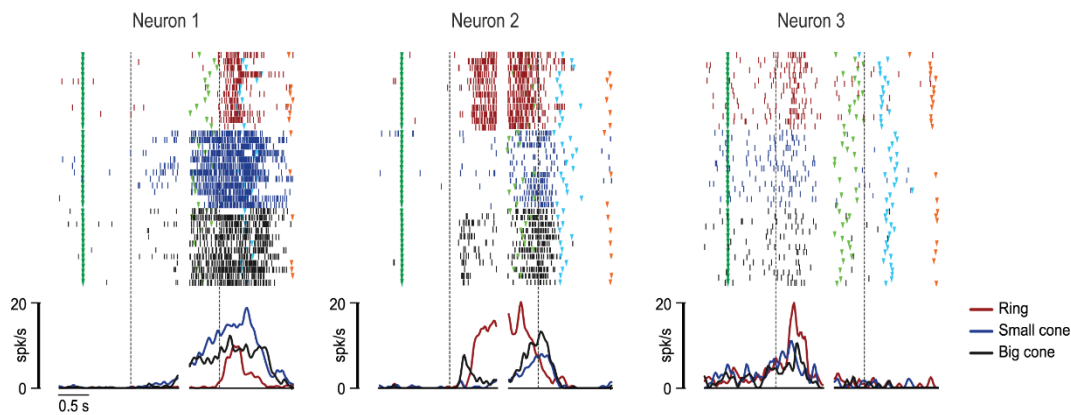 Neuron 1
Neuron 2
Neuron 3
20
spk/s
0
0.5 s
20
spk/s
0
20
spk/s
0
Ring
Small cone
Big cone